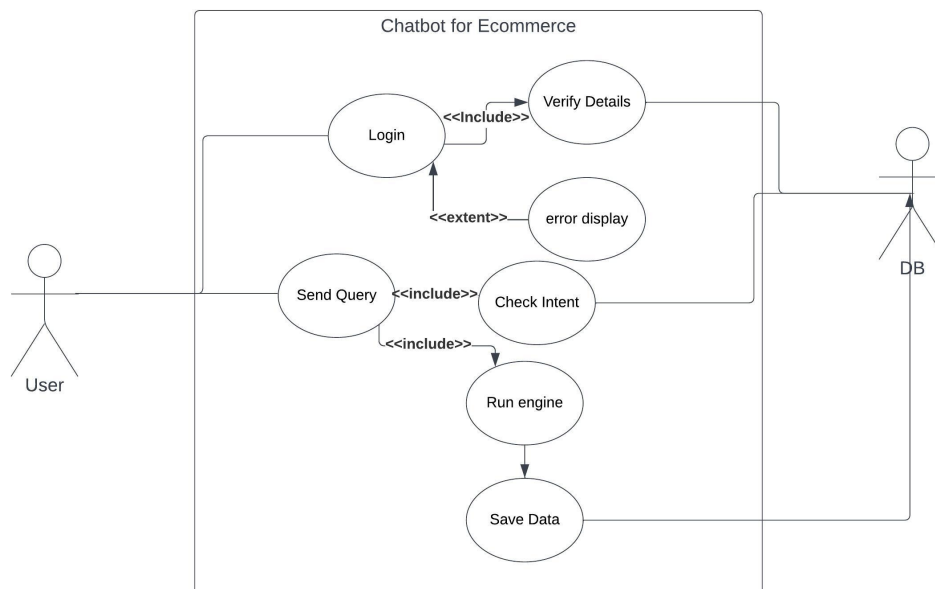 Chatbot for Ecommerce
Verify Details
<<Include>>
Login
<<extent>>
error display
DB
Send Query
<<include>>
Check Intent
<<include>>
User
Run engine
Save Data